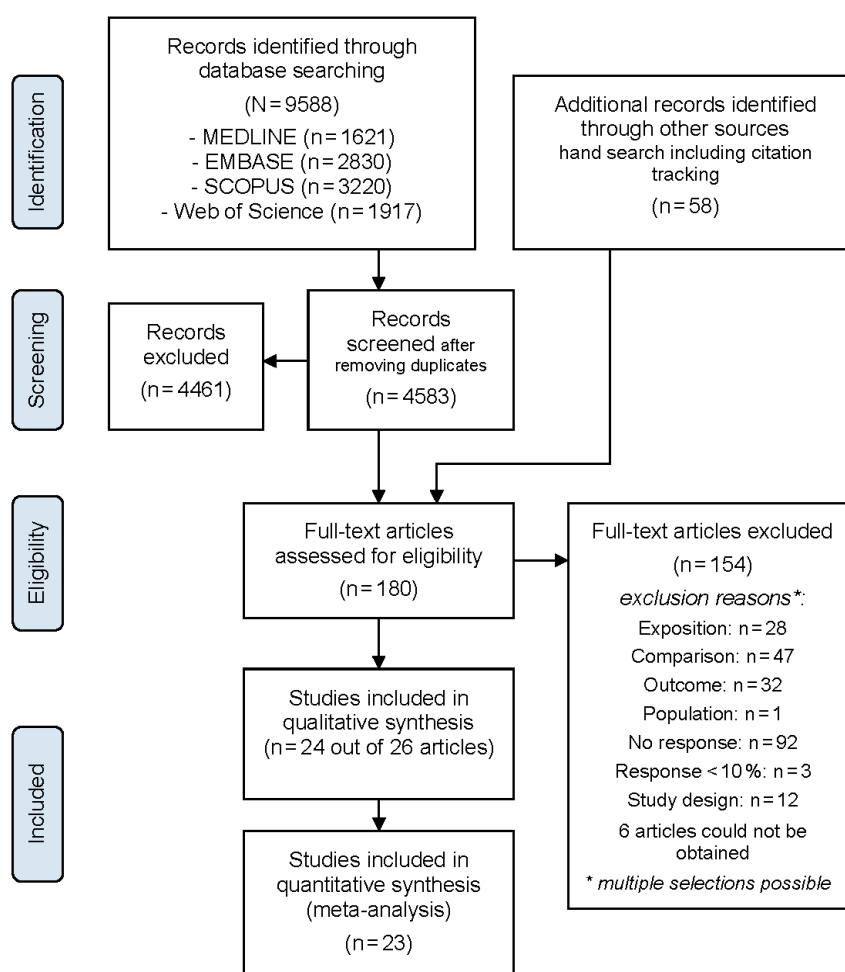 Identification
Records identified through
database searching
(N = 9588)
- MEDLINE (n = 1621)
- EMBASE (n = 2830)
- SCOPUS (n = 3220)
- Web of Science (n = 1917)
Additional records identified
through other sources
hand search including citation
tracking
(n = 58)
Screening
Records
excluded
(n = 4461)
Records
screened after
removing duplicates
(n = 4583)
Eligibility
Full-text articles
assessed for eligibility
(n = 180)
Full-text articles excluded
(n = 154)
exclusion reasons*:
Exposition: n = 28
Comparison: n = 47
Outcome: n = 32
Population: n = 1
No response: n = 92
Response < 10 %: n = 3
Study design: n = 12
6 articles could not be
obtained
* multiple selections possible
Included
Studies included in
qualitative synthesis
(n = 24 out of 26 articles)
Studies included in
quantitative synthesis
(meta-analysis)
(n = 23)